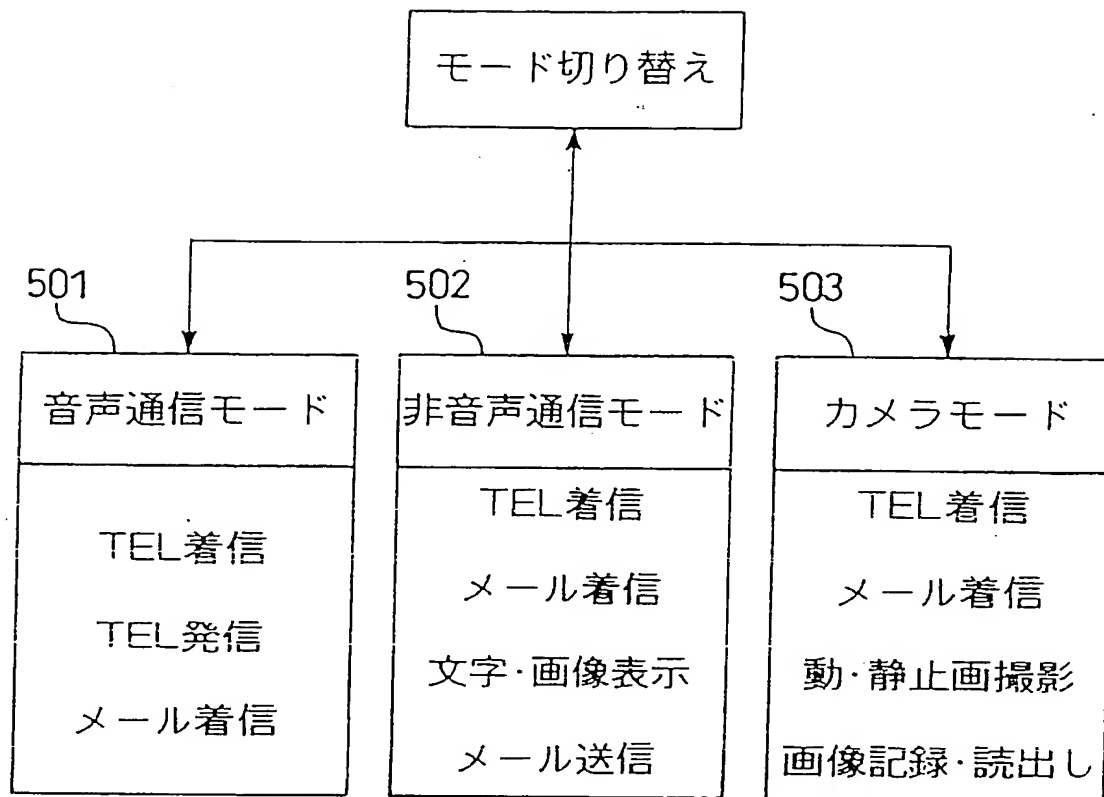 モード切り替え
501
502
503
音声通信モード
非音声通信モード
カメラモード
TEL着信
TEL発信
メール着信
TEL着信
メール着信
文字・画像表示
メール送信
TEL着信
メール着信
動・静止画撮影
画像記録・読出し